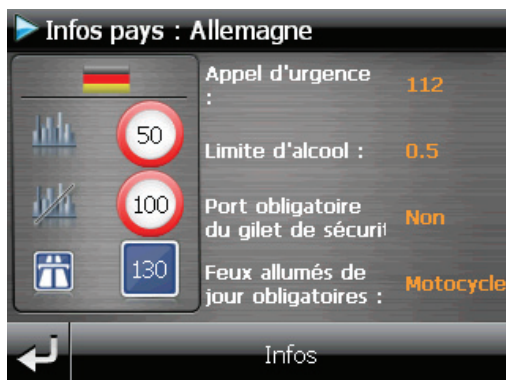 Infos pays : Allemagne
50
100
130
Appel d'urgence
:
112
Limite d'alcool :
0.5
Port obligatoire
du gilet de sécurit
Non
Feux allumés de
jour obligatoires :
Motocycle
Infos